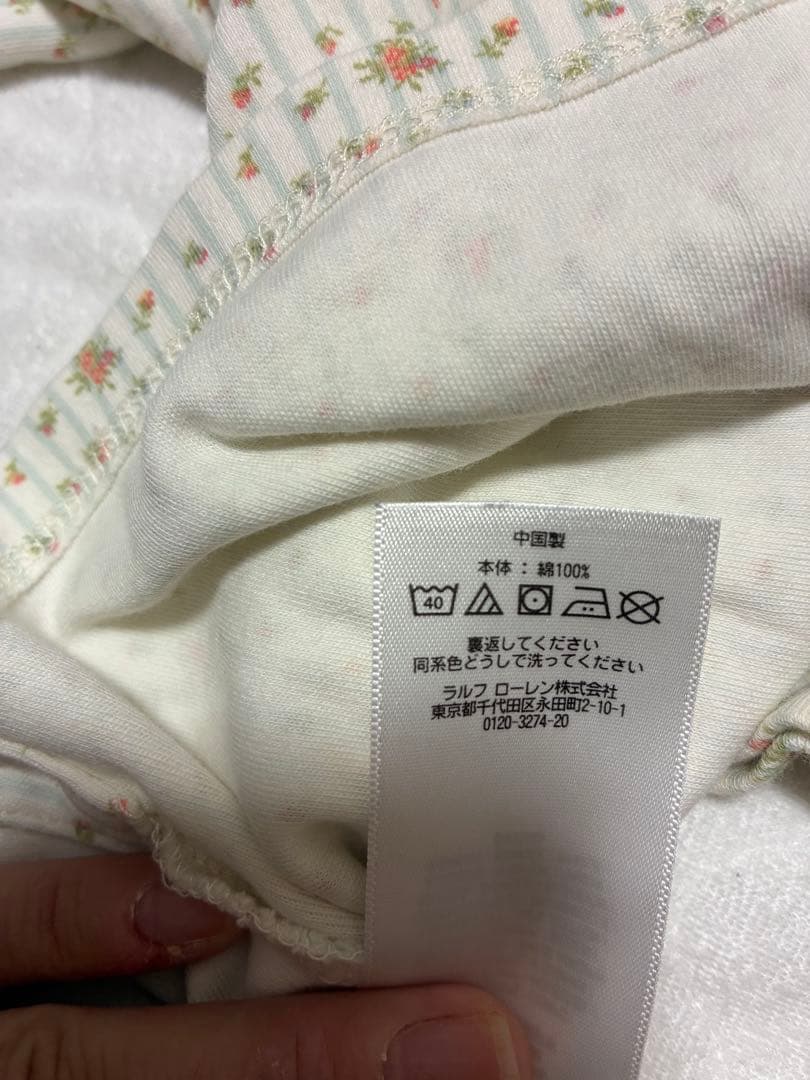 中国製
本体 : 綿100%
40
裏返してください
同系色どうしで洗ってください
ラルフ ローレン株式会社
東京都千代田区永田町2-10-1
0120-3274-20